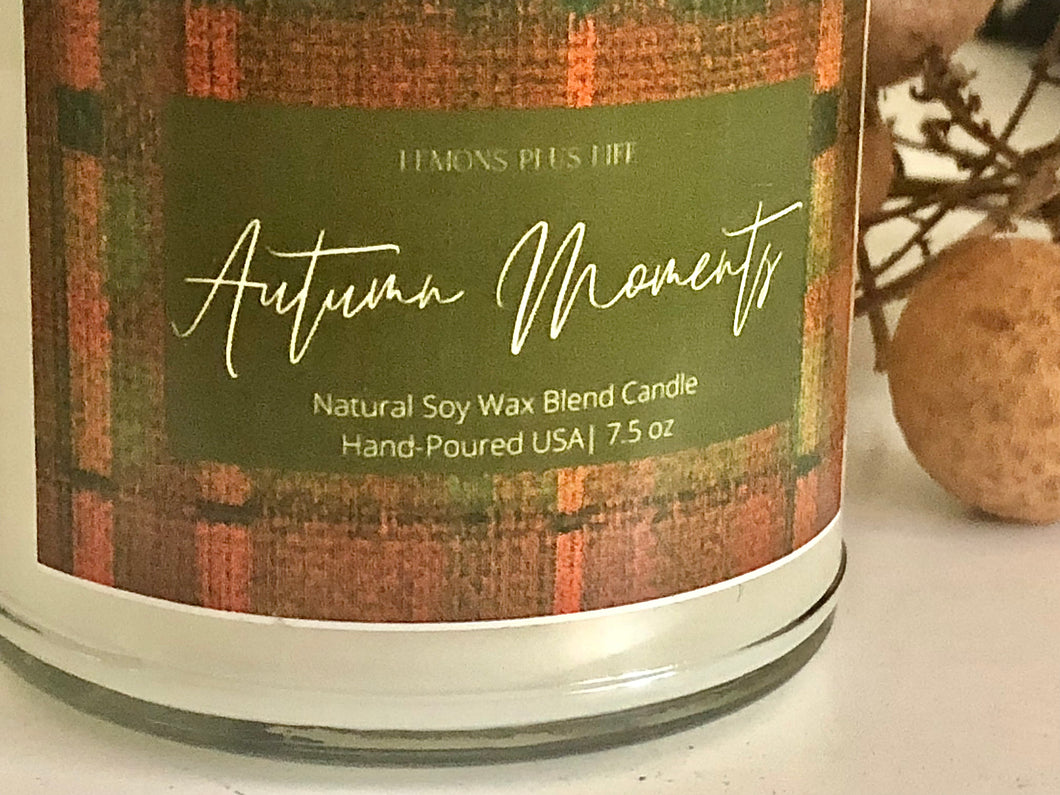 LEMONS PLUS LIFE
Autumn Moments
Natural Soy Wax Blend Candle
Hand-Poured USA| 7.5 oz